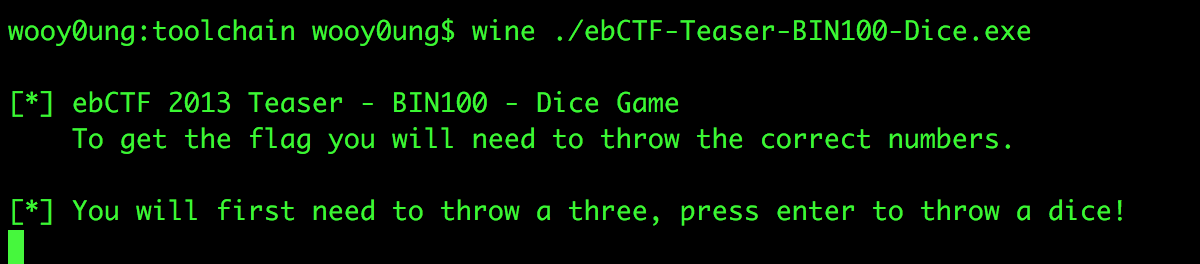 wooy0ung:toolchain wooy0ung$ wine ./ebCTF-Teaser-BIN100-Dice.exe
[*] ebCTF 2013 Teaser - BIN100 - Dice Game
To get the flag you will need to throw the correct numbers.
[*] You will first need to throw a three, press enter to throw a dice!